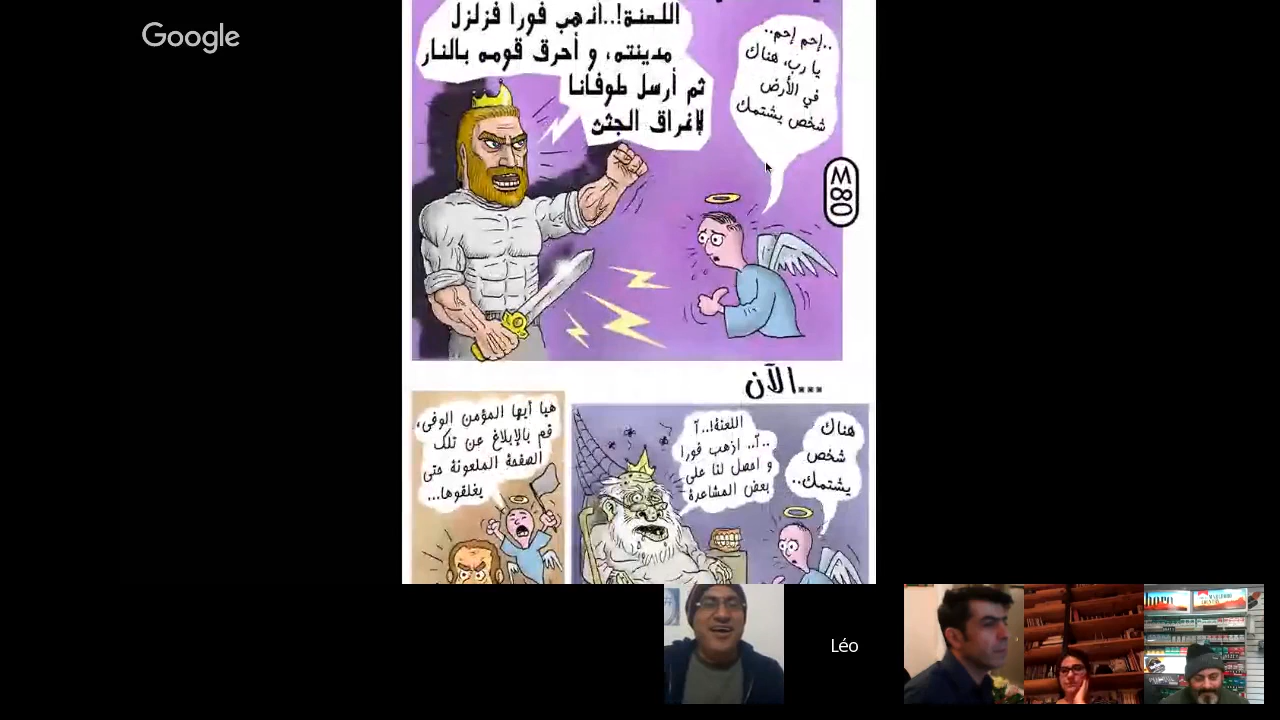 Google
اللعنة!..اذهب فورا فزلزل
مدينته، و أحرق قومه بالنار
ثم أرسل طوفانا
لإغراق الجثث
..إحم إحم..
يا رب، هناك
في الأرض
شخص يشتمك
M80
...الآن
هناك
شخص
يشتمك..
اللعنة!..آ
..آ.. اذهب فورا
و احصل لنا على
بعض المشاعدة
هيا أيها المؤمن الوفي،
قم بالإبلاغ عن تلك
الصفحة الملعونة حتى
يغلقوها...
Léo